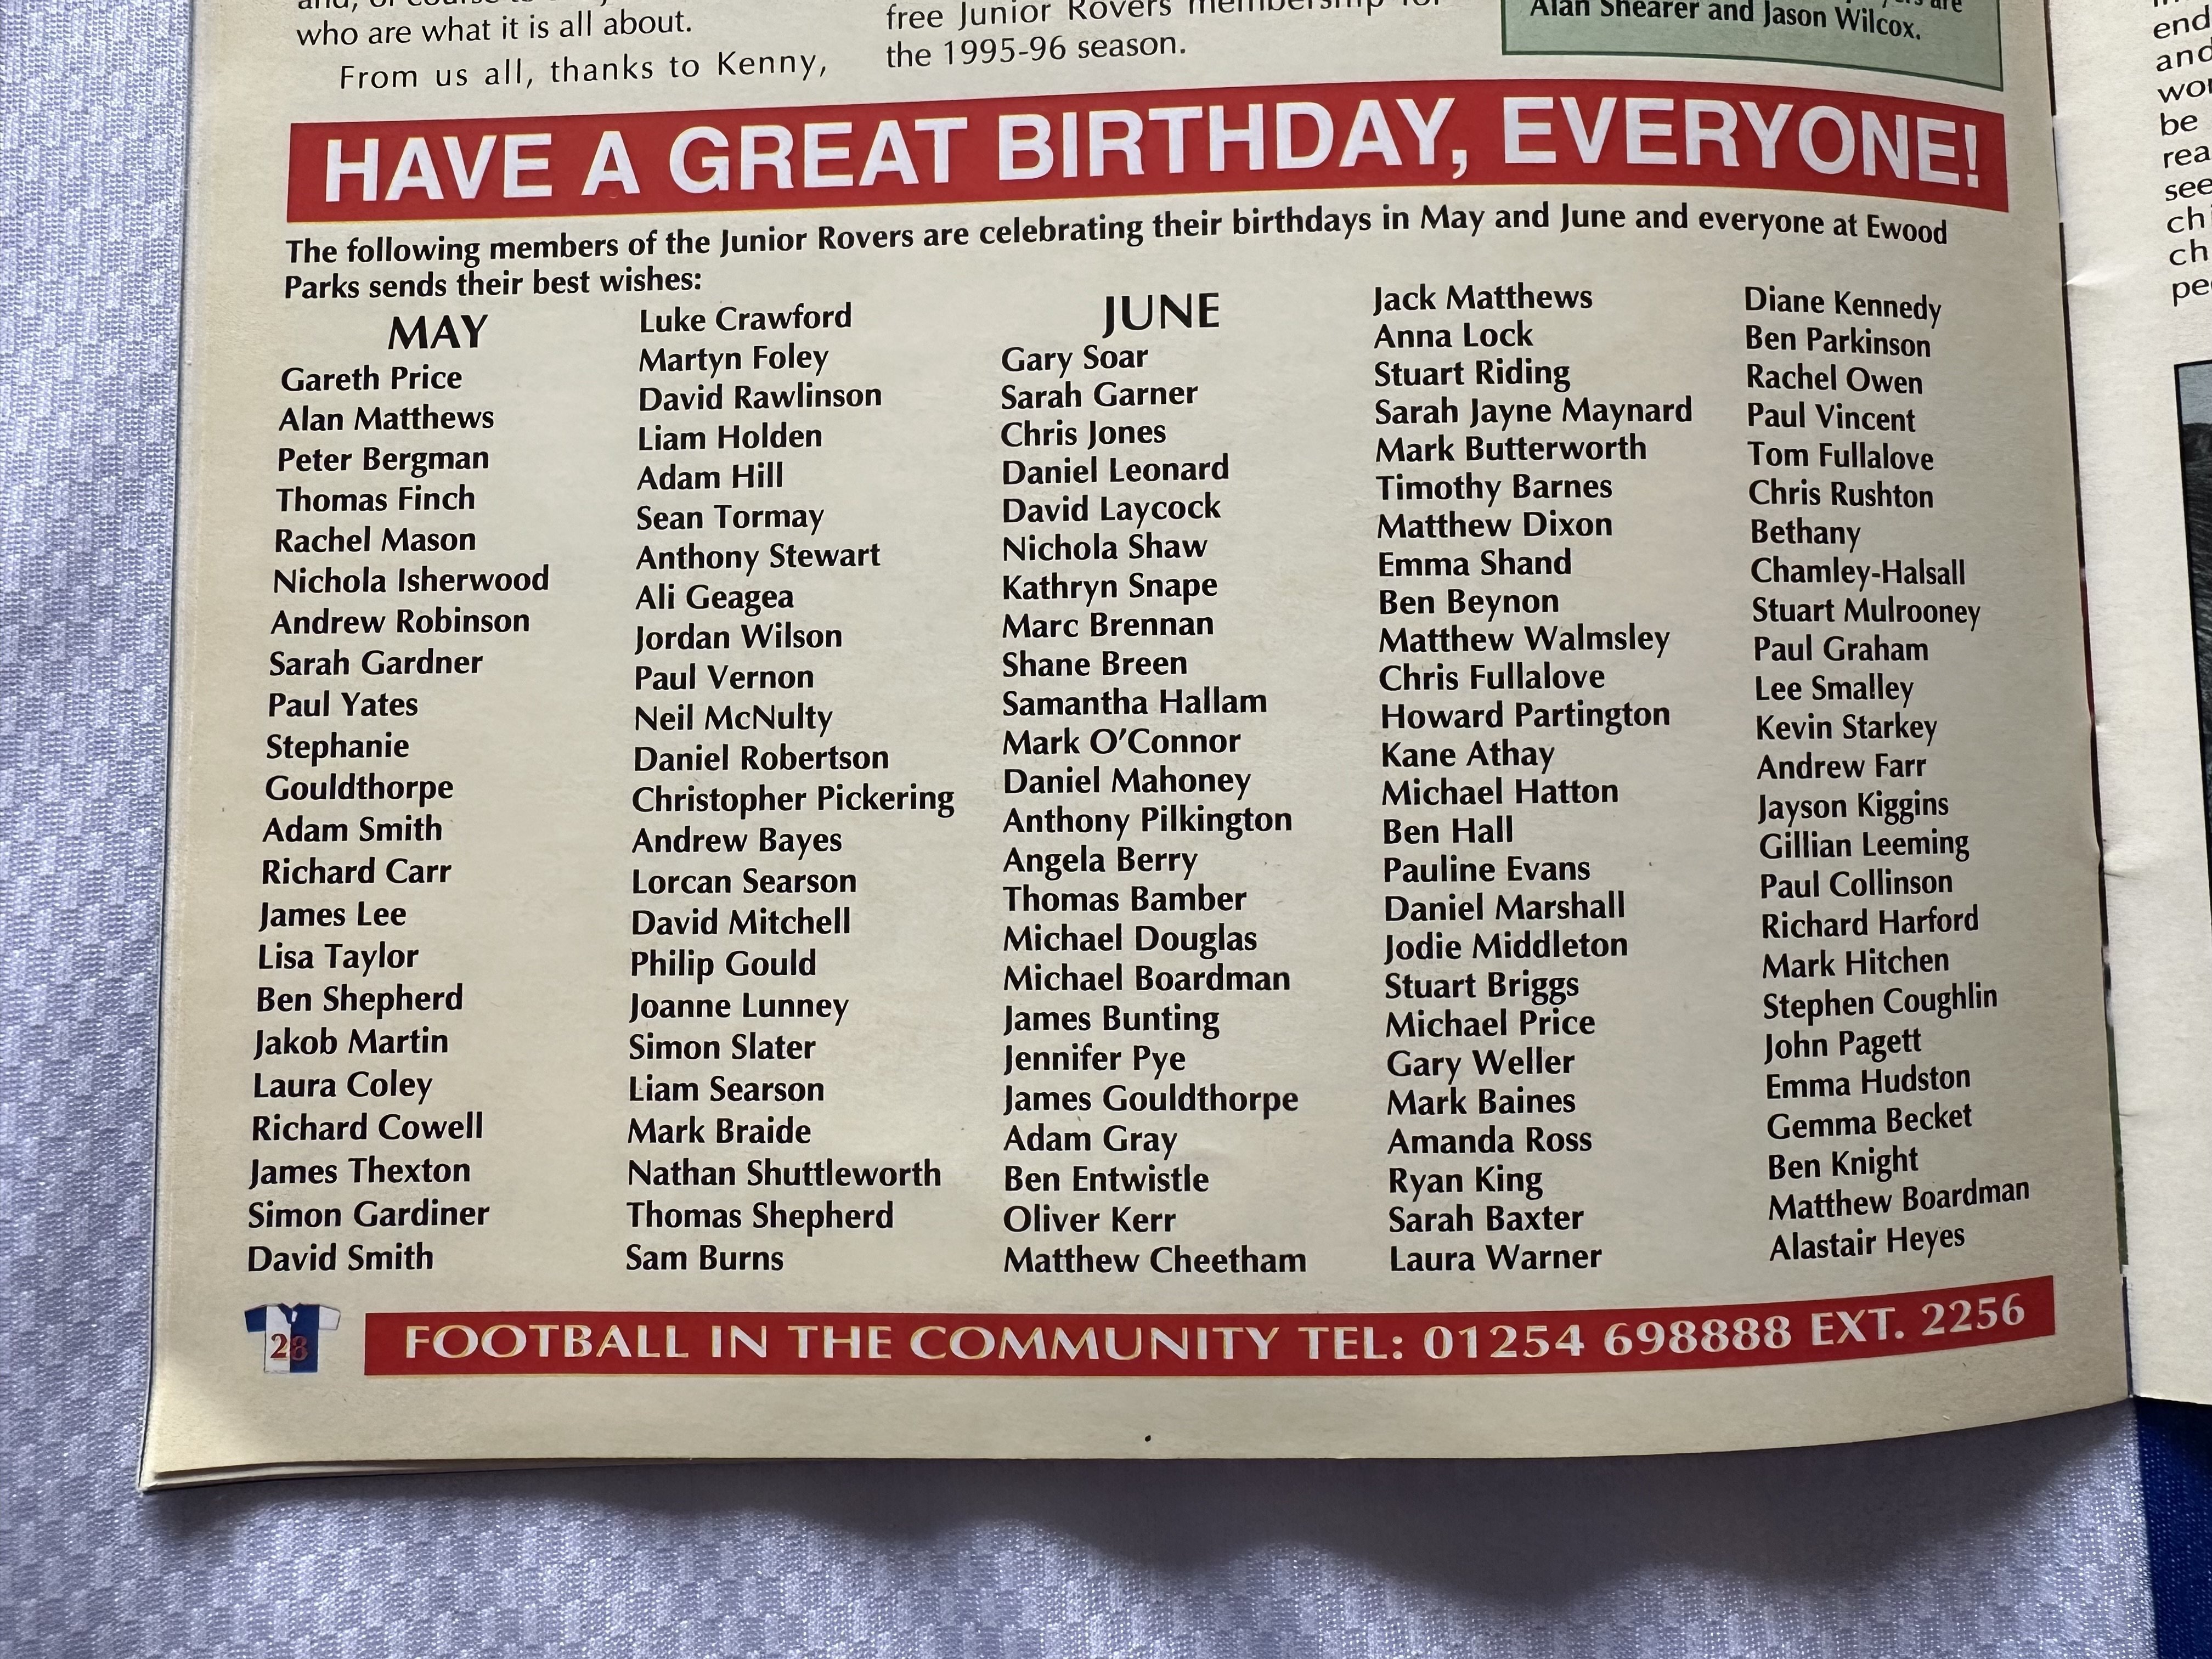 who are what it is all about.
From us all, thanks to Kenny,
free Junior Rovers membership for
the 1995-96 season.
are
Alan Shearer and Jason Wilcox.
HAVE A GREAT BIRTHDAY, EVERYONE!
The following members of the Junior Rovers are celebrating their birthdays in May and June and everyone at Ewood
Parks sends their best wishes:
MAY
Gareth Price
Alan Matthews
Peter Bergman
Thomas Finch
Rachel Mason
Nichola Isherwood
Andrew Robinson
Sarah Gardner
Paul Yates
Stephanie
Gouldthorpe
Adam Smith
Richard Carr
James Lee
Lisa Taylor
Ben Shepherd
Jakob Martin
Laura Coley
Richard Cowell
James Thexton
Simon Gardiner
David Smith
Luke Crawford
Martyn Foley
David Rawlinson
Liam Holden
Adam Hill
Sean Tormay
Anthony Stewart
Ali Geagea
Jordan Wilson
Paul Vernon
Neil McNulty
Daniel Robertson
Christopher Pickering
Andrew Bayes
Lorcan Searson
David Mitchell
Philip Gould
Joanne Lunney
Simon Slater
Liam Searson
Mark Braide
Nathan Shuttleworth
Thomas Shepherd
Sam Burns
JUNE
Gary Soar
Sarah Garner
Chris Jones
Daniel Leonard
David Laycock
Nichola Shaw
Kathryn Snape
Marc Brennan
Shane Breen
Samantha Hallam
Mark O'Connor
Daniel Mahoney
Anthony Pilkington
Angela Berry
Thomas Bamber
Michael Douglas
Michael Boardman
James Bunting
Jennifer Pye
James Gouldthorpe
Adam Gray
Ben Entwistle
Oliver Kerr
Matthew Cheetham
Jack Matthews
Anna Lock
Stuart Riding
Sarah Jayne Maynard
Mark Butterworth
Timothy Barnes
Matthew Dixon
Emma Shand
Ben Beynon
Matthew Walmsley
Chris Fullalove
Howard Partington
Kane Athay
Michael Hatton
Ben Hall
Pauline Evans
Daniel Marshall
Jodie Middleton
Stuart Briggs
Michael Price
Gary Weller
Mark Baines
Amanda Ross
Ryan King
Sarah Baxter
Laura Warner
Diane Kennedy
Ben Parkinson
Rachel Owen
Paul Vincent
Tom Fullalove
Chris Rushton
Bethany
Chamley-Halsall
Stuart Mulrooney
Paul Graham
Lee Smalley
Kevin Starkey
Andrew Farr
Jayson Kiggins
Gillian Leeming
Paul Collinson
Richard Harford
Mark Hitchen
Stephen Coughlin
John Pagett
Emma Hudston
Gemma Becket
Ben Knight
Matthew Boardman
Alastair Heyes
28
FOOTBALL IN THE COMMUNITY TEL: 01254 698888 EXT. 2256
be